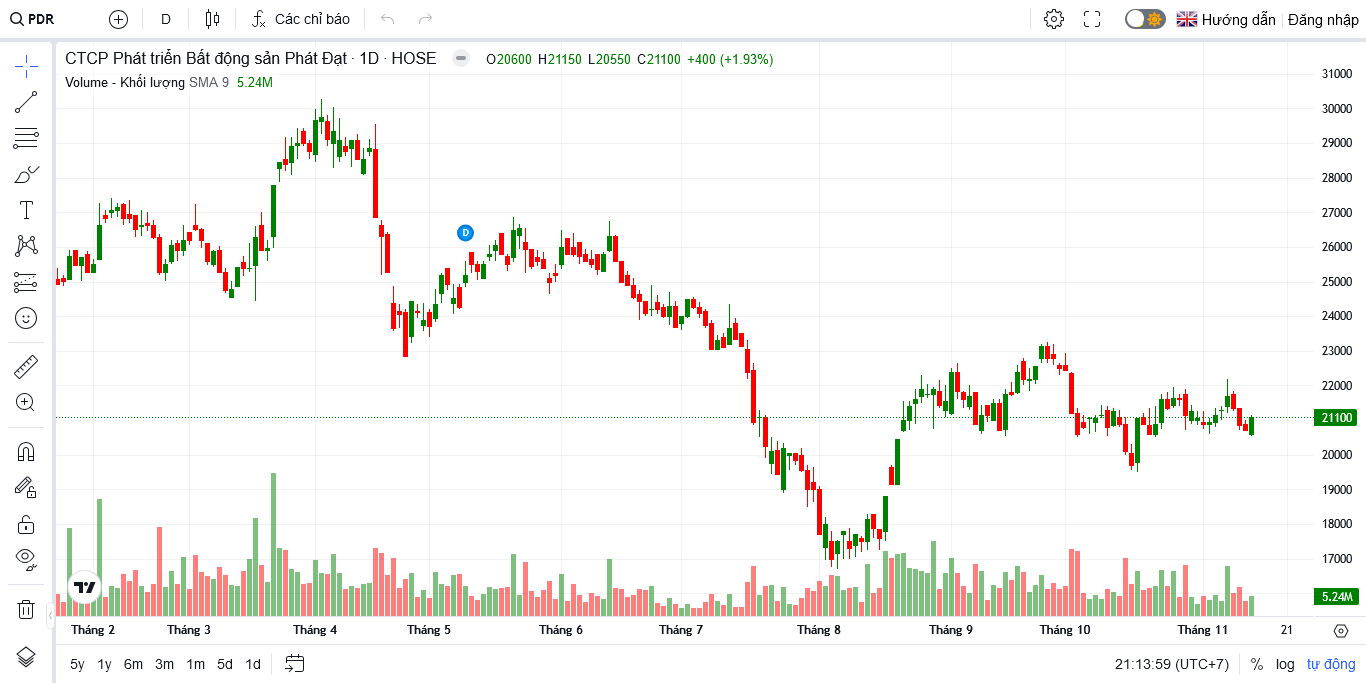 PDR D Các chỉ báo Hướng dẫn Đăng nhập
CTCP Phát triển Bất động sản Phát Đạt · 1D · HOSE O20600 H21150 L20550 C21100 +400 (+1.93%)
Volume - Khối lượng SMA 9 5.24M
31000
30000
29000
28000
27000
D
26000
25000
24000
23000
22000
21100
20000
19000
18000
17000
5.24M
Tháng 2 Tháng 3 Tháng 4 Tháng 5 Tháng 6 Tháng 7 Tháng 8 Tháng 9 Tháng 10 Tháng 11 21
5y 1y 6m 3m 1m 5d 1d 21:13:59 (UTC+7) % log tự động